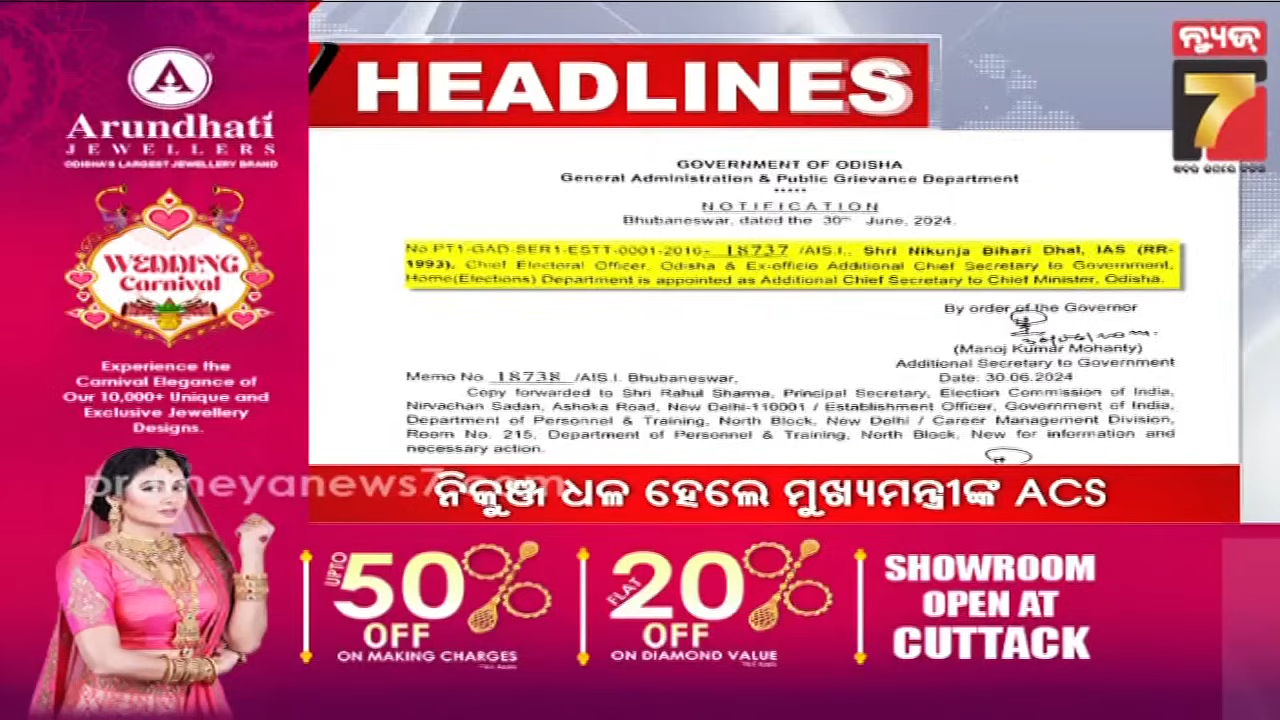 Arundhati
JEWELLERS
ODISHA'S LARGEST JEWELLERY BRAND
WEDDING
Carnival
Experience the
Carnival Elegance of
Our 10,000+ Unique and
Exclusive Jewellery
Designs.
HEADLINES
ନ୍ୟୁଜ୍
7
GOVERNMENT OF ODISHA
General Administration & Public Grievance Department
*****
NOTIFICATION
Bhubaneswar, dated the 30th June, 2024.
No.PT1-GAD-SER1-ESTT-0001-2016- 18737 /AIS.I., Shri Nikunja Bihari Dhal, IAS (RR-
1993), Chief Electoral Officer, Odisha & Ex-officio Additional Chief Secretary to Government,
Home(Elections) Department is appointed as Additional Chief Secretary to Chief Minister, Odisha.
By order of the Governor
(Manoj Kumar Mohanty)
Additional Secretary to Government
Memo No. 18738 /AIS.I. Bhubaneswar, Date: 30.06.2024
Copy forwarded to Shri Rahul Sharma, Principal Secretary, Election Commission of India,
Nirvachan Sadan, Ashoka Road, New Delhi-110001 / Establishment Officer, Government of India,
Department of Personnel & Training, North Block, New Delhi / Career Management Division,
Room No. 215, Department of Personnel & Training, North Block, New for information and
necessary action.
prameyanews7.com
ନିକୁଞ୍ଜ ଧଳ ହେଲେ ମୁଖ୍ୟମନ୍ତ୍ରୀଙ୍କ ACS
UPTO 50%
OFF
ON MAKING CHARGES
FLAT 20%
OFF
ON DIAMOND VALUE
SHOWROOM
OPEN AT
CUTTACK